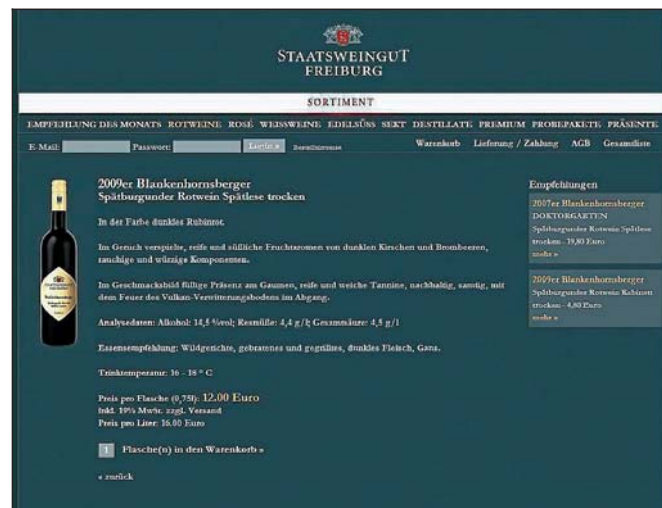 STAATSWEINGUT
FREIBURG
SORTIMENT
EMPFEHLUNG DES MONATS ROTWEINE ROSÉ WEISSWEINE EDELSÜSS SEKT DESTILLATE PREMIUM PROBEPAKETE PRÄSENTE
E-Mail: Passwort: Login » Warenkorb Lieferung / Zahlung AGB Gesamtliste
2009er Blankenhornsberger
Spätburgunder Rotwein Spätlese trocken
In der Farbe dunkles Rubinrot.
Im Geruch verspielte, reife und süßliche Fruchtaromen von dunklen Kirschen und Brombeeren,
rauchige und würzige Komponenten.
Im Geschmacksbild füllige Präsenz am Gaumen, reife und weiche Tannine, nachhaltig, samtig, mit
dem Feuer des Vulkan-Verwitterungsbodens im Abgang.
Analysedaten: Alkohol: 14,5 %vol; Restsüße: 4,4 g/l; Gesamtsäure: 4,5 g/l
Essensempfehlung: Wildgerichte, gebratenes und gegrilltes, dunkles Fleisch, Gans.
Trinktemperatur: 16 - 18 ° C
Preis pro Flasche (0,75l): 12.00 Euro
Inkl. 19% MwSt. zzgl. Versand
Preis pro Liter: 16.00 Euro
1 Flasche(n) in den Warenkorb »
« zurück
Empfehlungen
2007er Blankenhornsberger
DOKTORGARTEN
Spätburgunder Rotwein Spätlese
trocken - 19,80 Euro
mehr »
2009er Blankenhornsberger
Spätburgunder Rotwein Kabinett
trocken - 4,80 Euro
mehr »